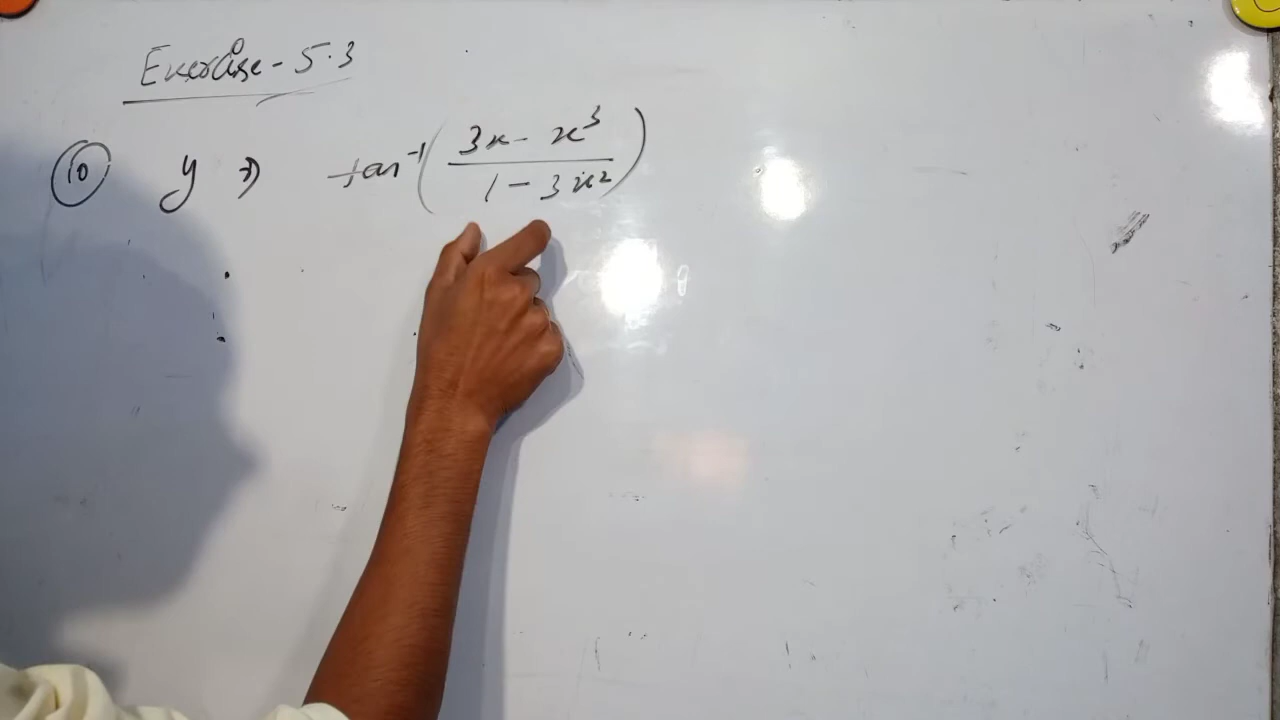 Exercise - 5.3
(10) y ⇒ tan⁻¹(3x - x³ / 1 - 3x²)